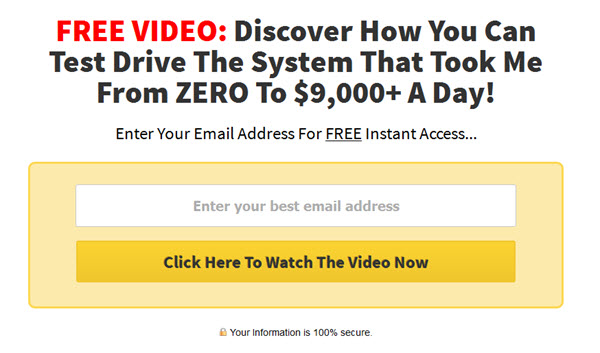 FREE VIDEO: Discover How You Can
Test Drive The System That Took Me
From ZERO To $9,000+ A Day!
Enter Your Email Address For FREE Instant Access...
Enter your best email address
Click Here To Watch The Video Now
Your Information is 100% secure.